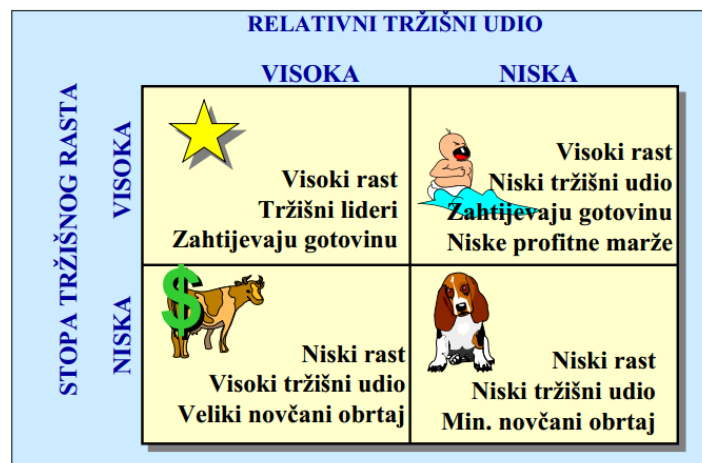 RELATIVNI TRŽIŠNI UDIO
VISOKA
NISKA
STOPA TRŽIŠNOG RASTA
VISOKA
Visoki rast
Tržišni lideri
Zahtijevaju gotovinu
Visoki rast
Niski tržišni udio
Zahtijevaju gotovinu
Niske profitne marže
NISKA
$
Niski rast
Visoki tržišni udio
Veliki novčani obrtaj
Niski rast
Niski tržišni udio
Min. novčani obrtaj